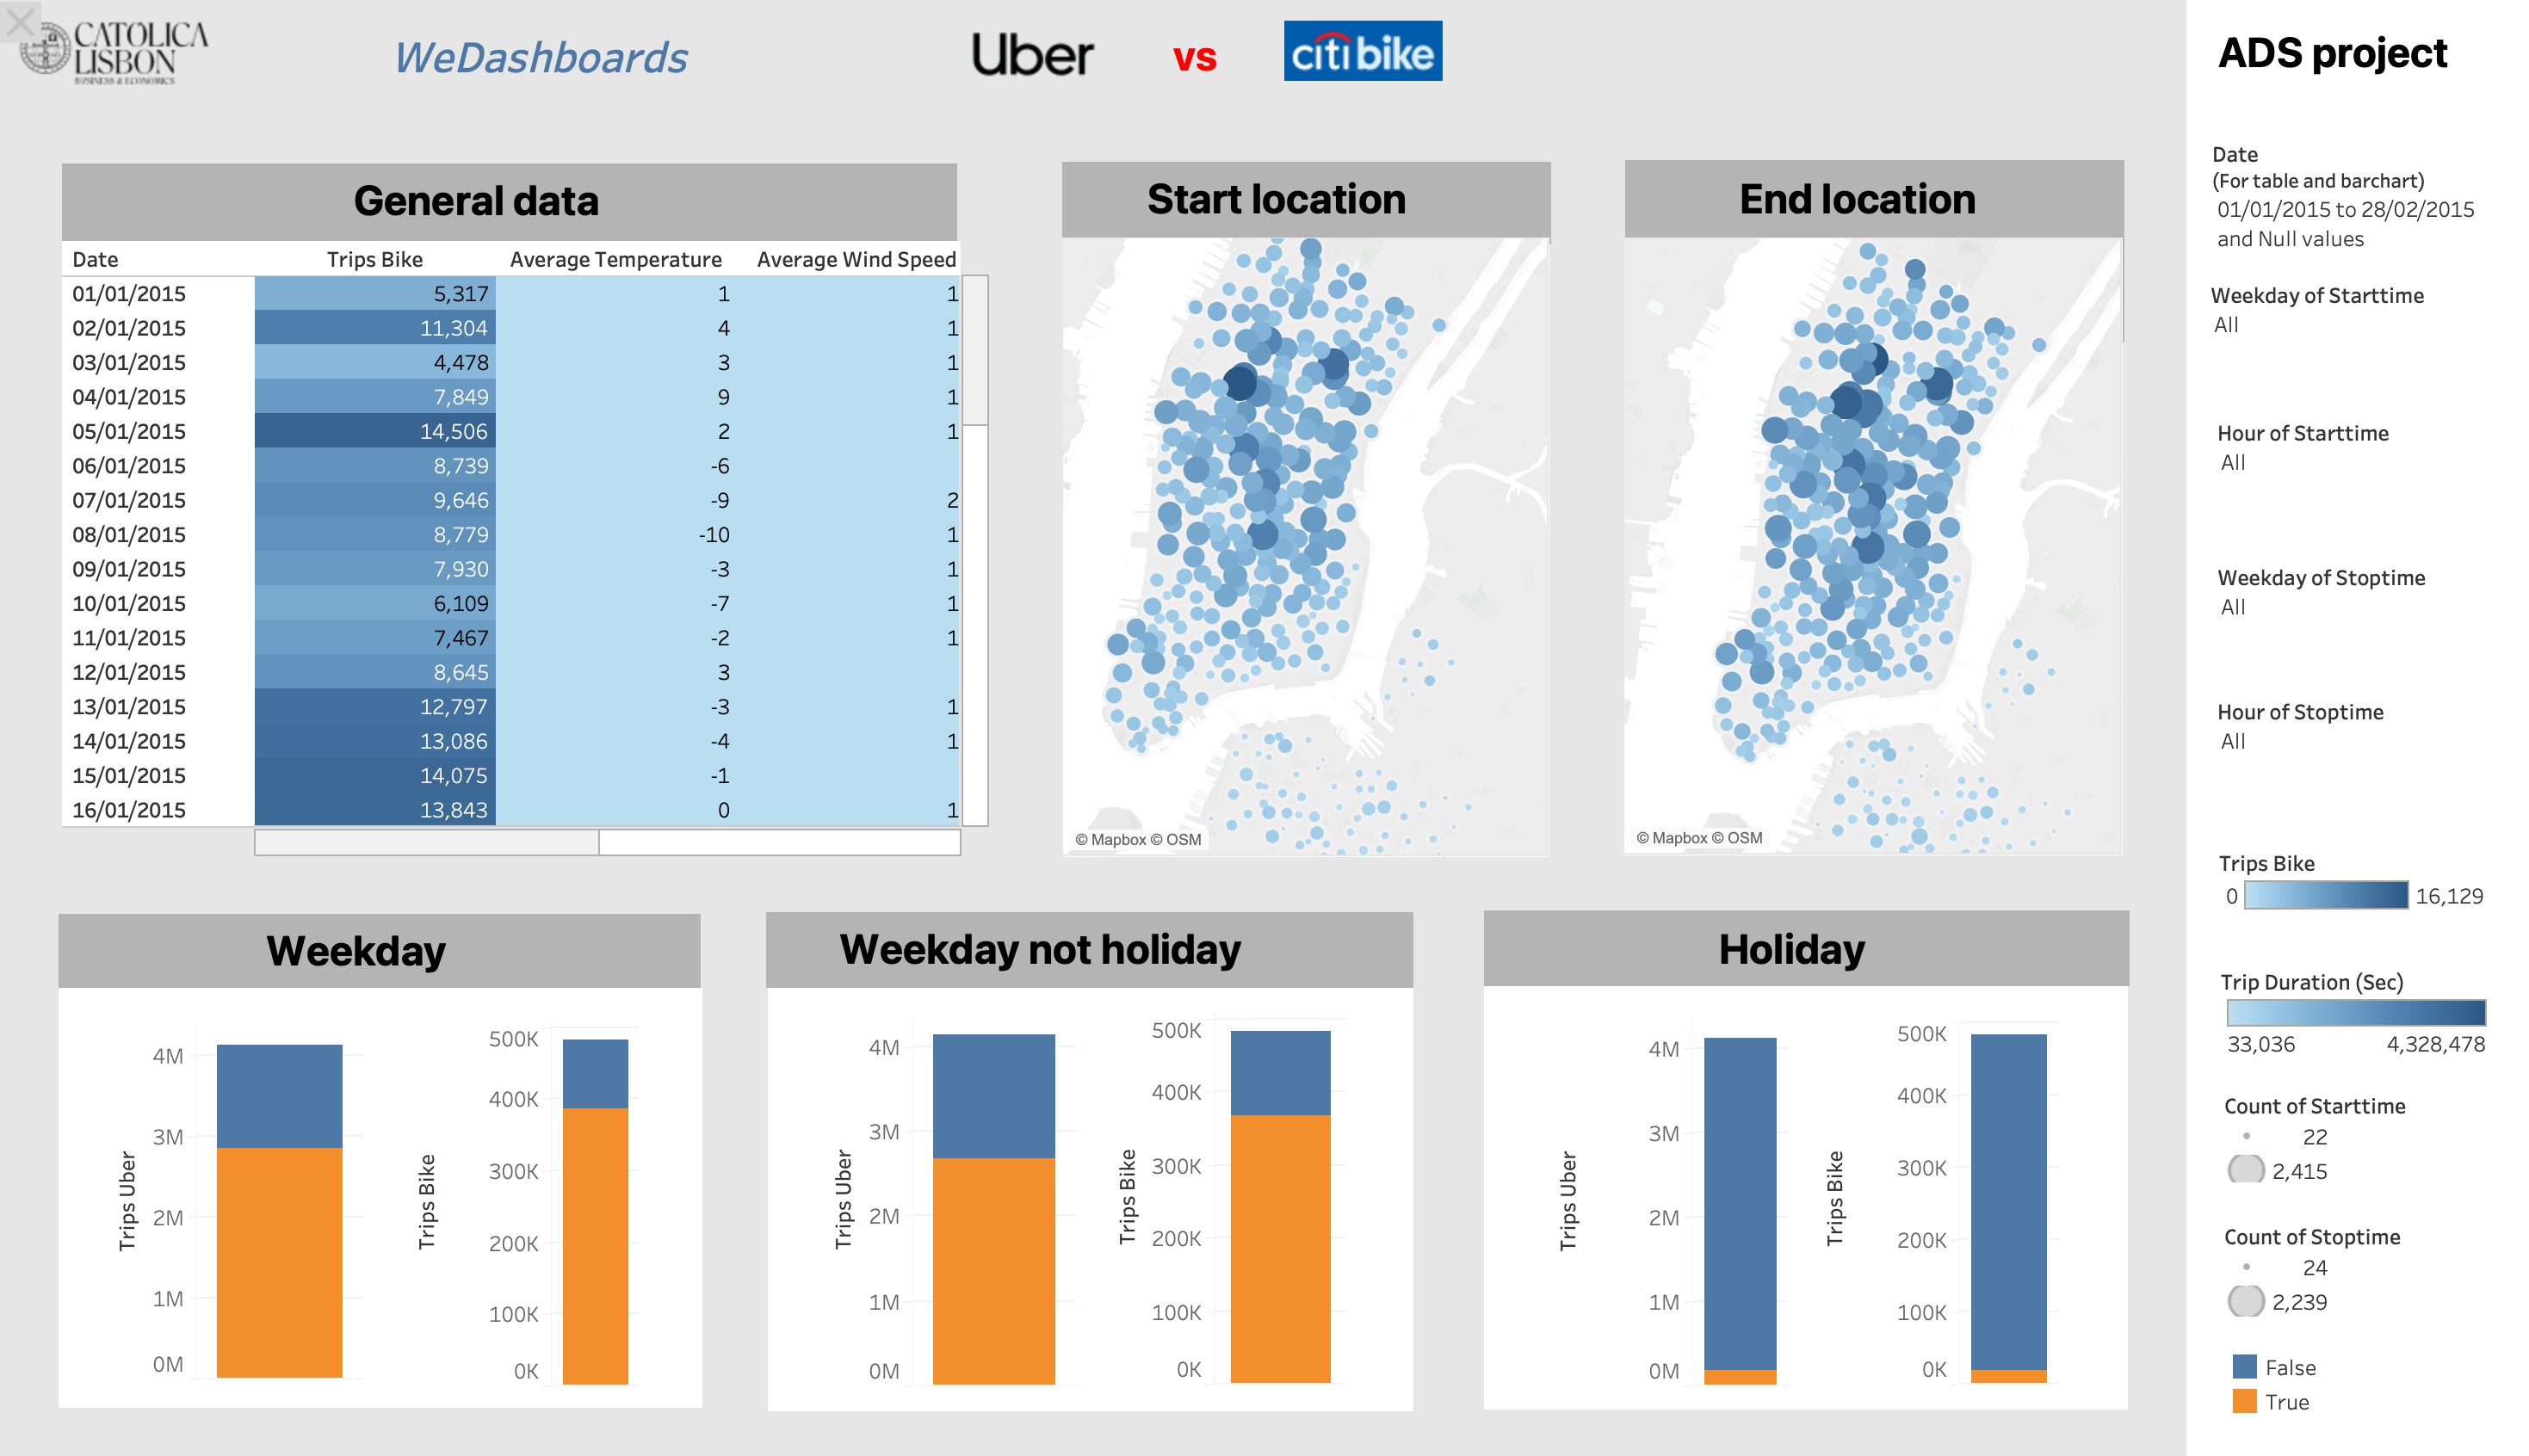 CATOLICA
LISBON
BUSINESS & ECONOMICS
WeDashboards
Uber vs citi bike
ADS project
General data
Date Trips Bike Average Temperature Average Wind Speed
01/01/2015 5,317 1 1
02/01/2015 11,304 4 1
03/01/2015 4,478 3 1
04/01/2015 7,849 9 1
05/01/2015 14,506 2 1
06/01/2015 8,739 -6
07/01/2015 9,646 -9 2
08/01/2015 8,779 -10 1
09/01/2015 7,930 -3 1
10/01/2015 6,109 -7 1
11/01/2015 7,467 -2 1
12/01/2015 8,645 3
13/01/2015 12,797 -3 1
14/01/2015 13,086 -4 1
15/01/2015 14,075 -1
16/01/2015 13,843 0 1
Start location
© Mapbox © OSM
End location
© Mapbox © OSM
Date
(For table and barchart)
01/01/2015 to 28/02/2015
and Null values
Weekday of Starttime
All
Hour of Starttime
All
Weekday of Stoptime
All
Hour of Stoptime
All
Trips Bike
0 16,129
Trip Duration (Sec)
33,036 4,328,478
Count of Starttime
22
2,415
Count of Stoptime
24
2,239
False
True
Weekday
Trips Uber
4M
3M
2M
1M
0M
Trips Bike
500K
400K
300K
200K
100K
0K
Weekday not holiday
Trips Uber
4M
3M
2M
1M
0M
Trips Bike
500K
400K
300K
200K
100K
0K
Holiday
Trips Uber
4M
3M
2M
1M
0M
Trips Bike
500K
400K
300K
200K
100K
0K